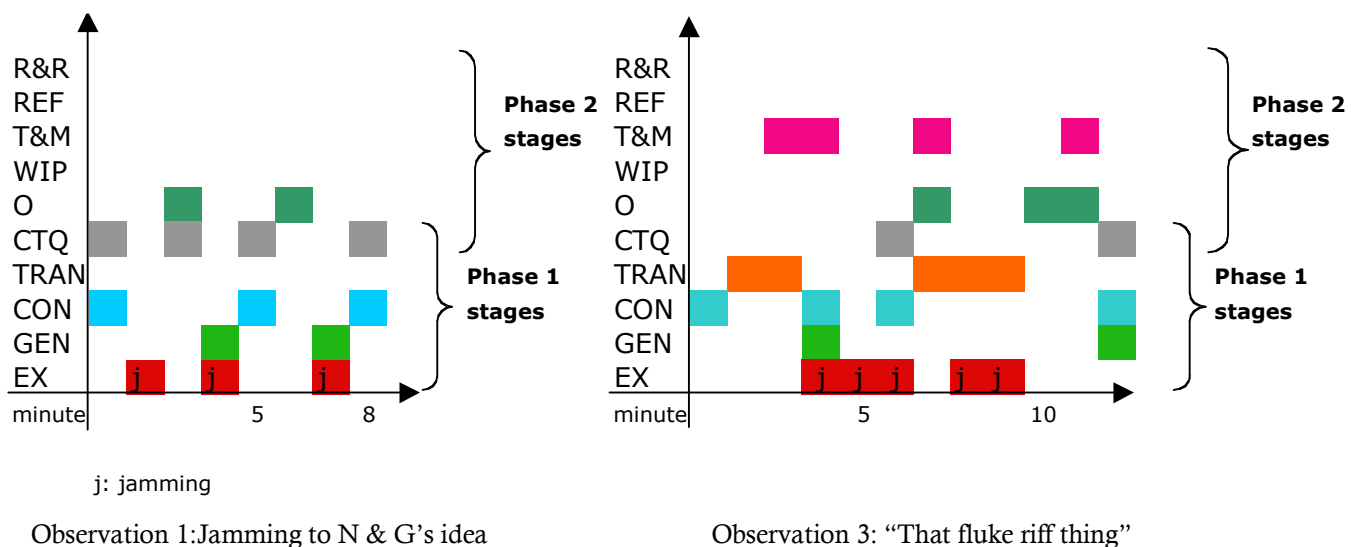 R&R
REF
T&M
WIP
O
CTQ
TRAN
CON
GEN
EX
j j j
minute 5 8
Phase 2
stages
Phase 1
stages
j: jamming
Observation 1:Jamming to N & G's idea
R&R
REF
T&M
WIP
O
CTQ
TRAN
CON
GEN
EX
j j j j j
minute 5 10
Phase 2
stages
Phase 1
stages
Observation 3: “That fluke riff thing”